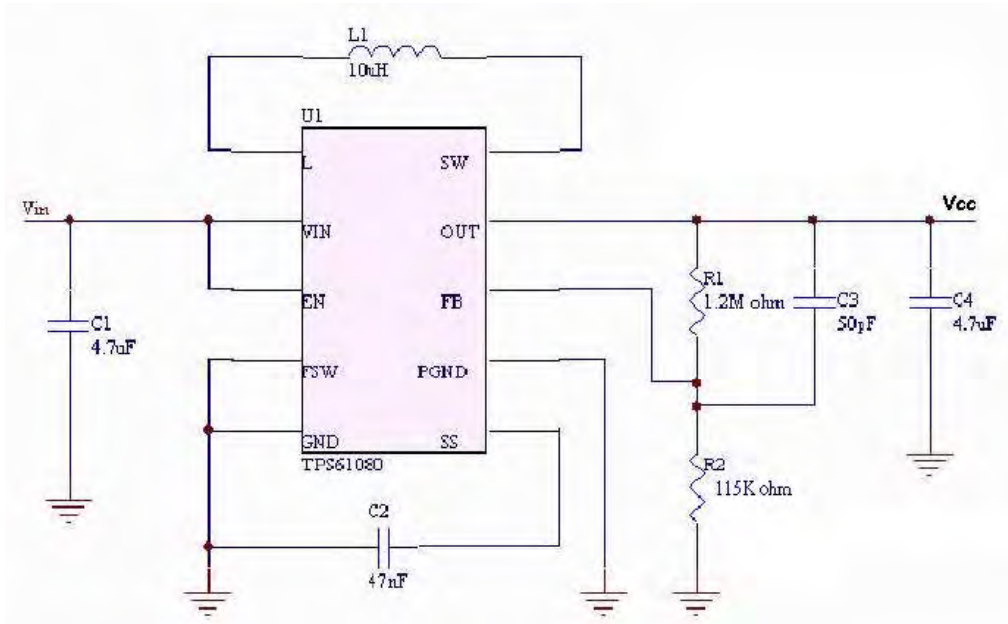 L1
10uH
U1
L
SW
Vin
Vcc
VIN
OUT
EN
FB
R1
1.2M ohm
C3
50pF
C4
4.7uF
C1
4.7uF
FSW
PGND
GND
SS
TPS61080
R2
115K ohm
C2
47nF